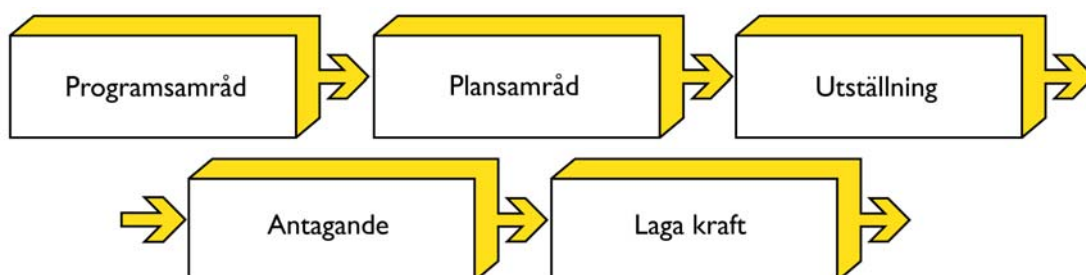 Programsamråd
Plansamråd
Utställning
Antagande
Laga kraft